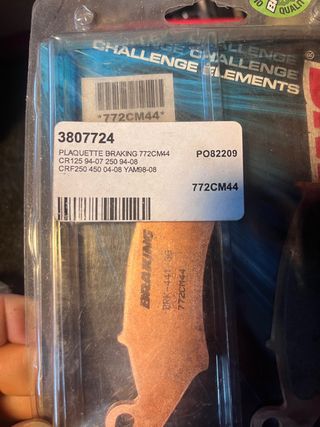 QUALIT
CHALLENGE
CHALLENGE ELEMENTS
*772CM44*
3807724
PLAQUETTE BRAKING 772CM44
PO82209
CR125 94-07 250 94-08
CRF250 450 04-08 YAM98-08
772CM44
BRAKING
772CM44